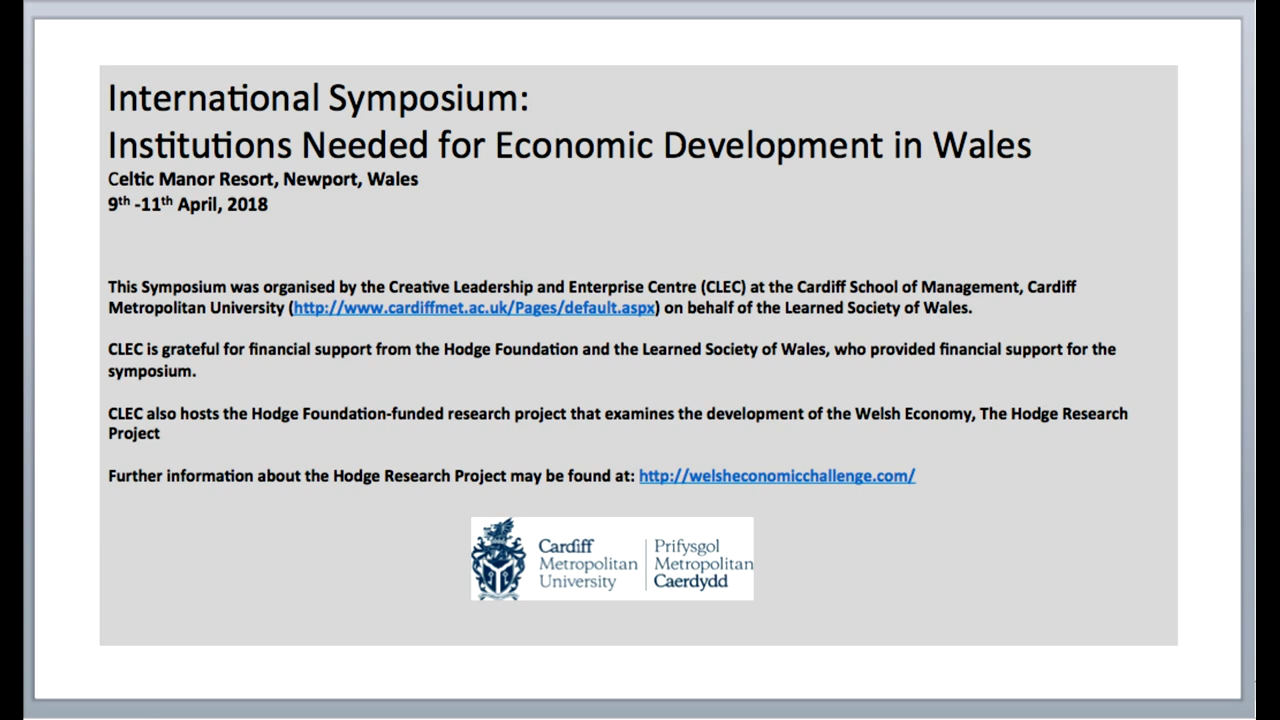 International Symposium:
Institutions Needed for Economic Development in Wales
Celtic Manor Resort, Newport, Wales
9th -11th April, 2018
This Symposium was organised by the Creative Leadership and Enterprise Centre (CLEC) at the Cardiff School of Management, Cardiff
Metropolitan University (http://www.cardiffmet.ac.uk/Pages/default.aspx) on behalf of the Learned Society of Wales.
CLEC is grateful for financial support from the Hodge Foundation and the Learned Society of Wales, who provided financial support for the
symposium.
CLEC also hosts the Hodge Foundation-funded research project that examines the development of the Welsh Economy, The Hodge Research
Project
Further information about the Hodge Research Project may be found at: http://welsheconomicchallenge.com/
Cardiff
Metropolitan
University
Prifysgol
Metropolitan
Caerdydd